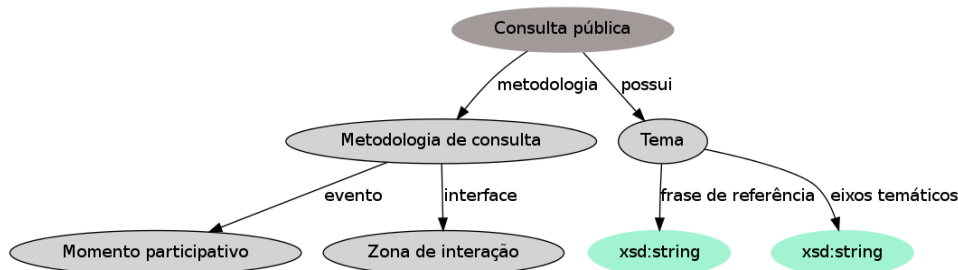 Consulta pública
metodologia
possui
Metodologia de consulta
Tema
evento
interface
frase de referência
eixos temáticos
Momento participativo
Zona de interação
xsd:string
xsd:string